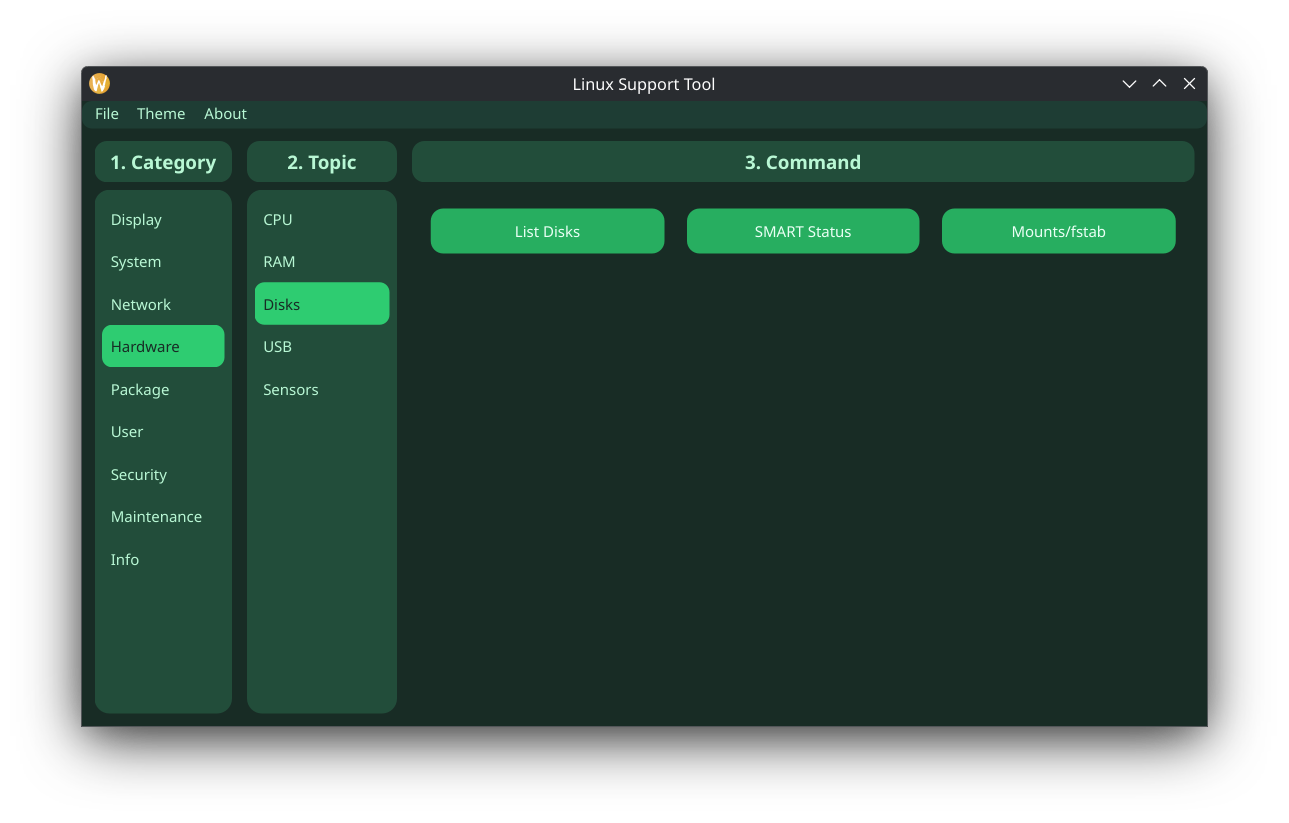 Linux Support Tool
File Theme About
1. Category
2. Topic
3. Command
Display
System
Network
Hardware
Package
User
Security
Maintenance
Info
CPU
RAM
Disks
USB
Sensors
List Disks
SMART Status
Mounts/fstab